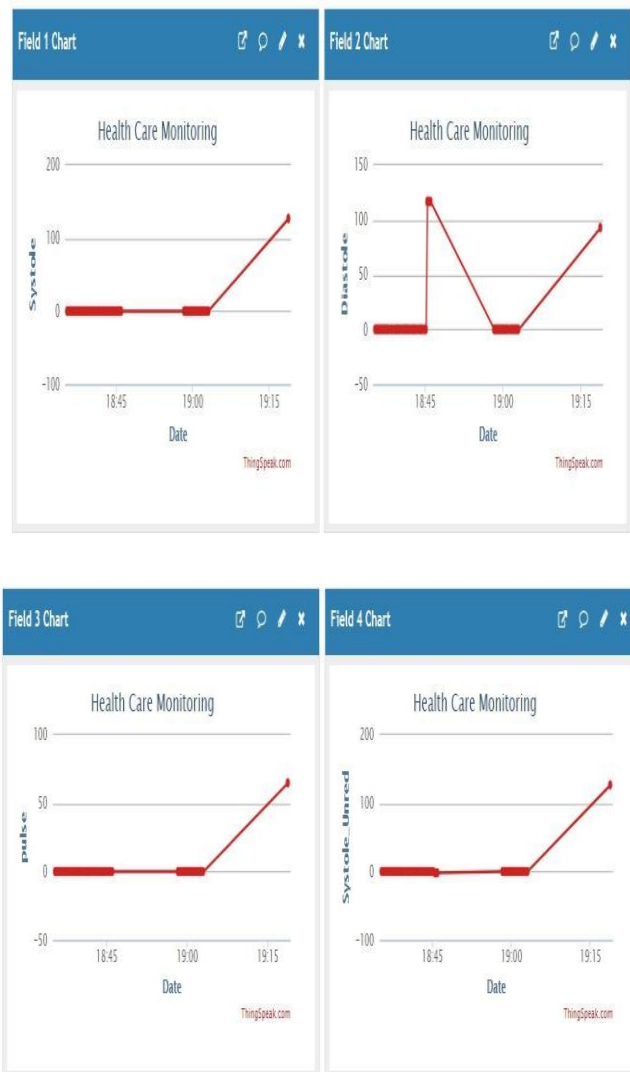 Field 1 Chart
Health Care Monitoring
200
100
0
-100
Systole
18:45 19:00 19:15
Date
ThingSpeak.com
Field 2 Chart
Health Care Monitoring
150
100
50
0
-50
Diastole
18:45 19:00 19:15
Date
ThingSpeak.com
Field 3 Chart
Health Care Monitoring
100
50
0
-50
pulse
18:45 19:00 19:15
Date
ThingSpeak.com
Field 4 Chart
Health Care Monitoring
200
100
0
-100
Systole_Unred
18:45 19:00 19:15
Date
ThingSpeak.com